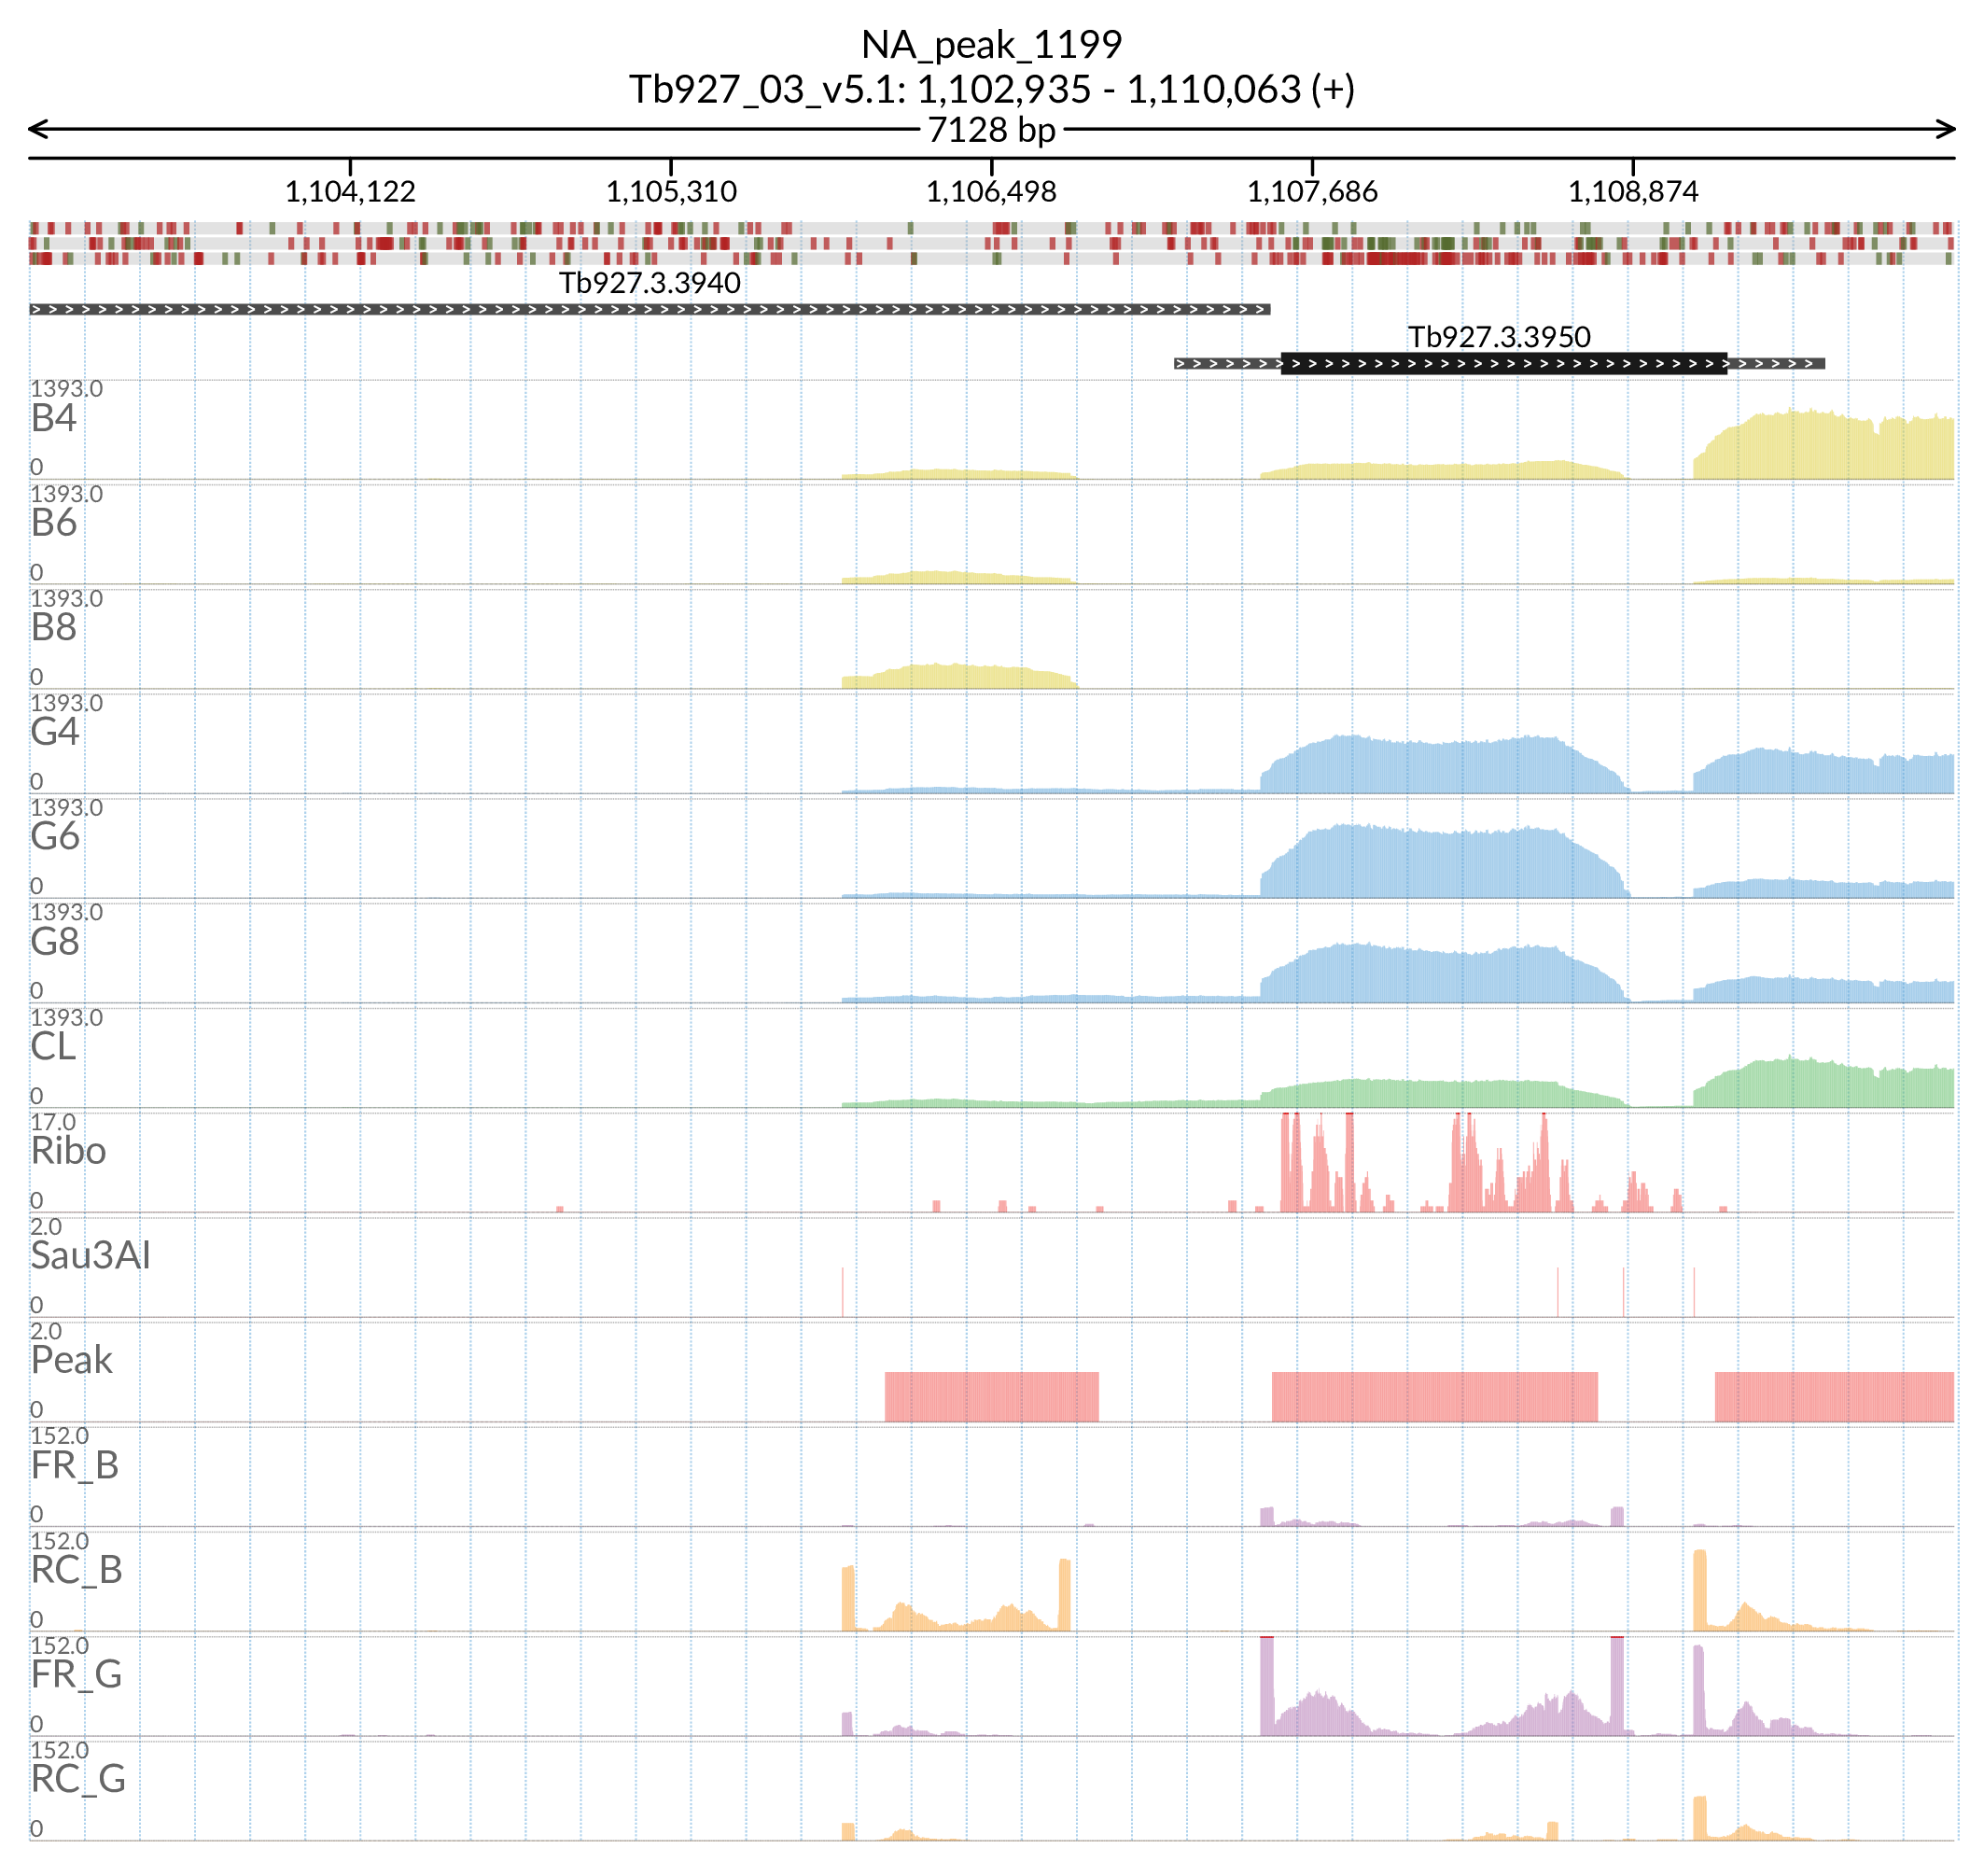 NA_peak_1199
Tb927_03_v5.1: 1,102,935 - 1,110,063 (+)
7128 bp
1,104,122 1,105,310 1,106,498 1,107,686 1,108,874
Tb927.3.3940
Tb927.3.3950
1393.0
B4
0
1393.0
B6
0
1393.0
B8
0
1393.0
G4
0
1393.0
G6
0
1393.0
G8
0
1393.0
CL
0
17.0
Ribo
0
2.0
Sau3AI
0
2.0
Peak
0
152.0
FR_B
0
152.0
RC_B
0
152.0
FR_G
0
152.0
RC_G
0